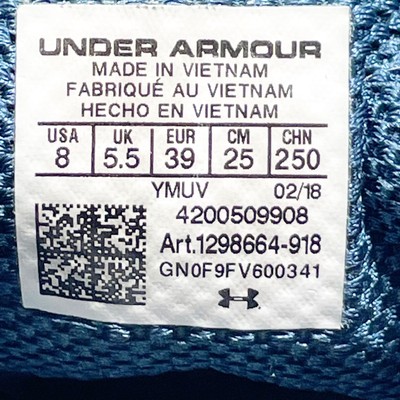 UNDER ARMOUR
MADE IN VIETNAM
FABRIQUÉ AU VIETNAM
HECHO EN VIETNAM
USA UK EUR CM CHN
8 5.5 39 25 250
YMUV 02/18
4200509908
Art.1298664-918
GN0F9FV600341